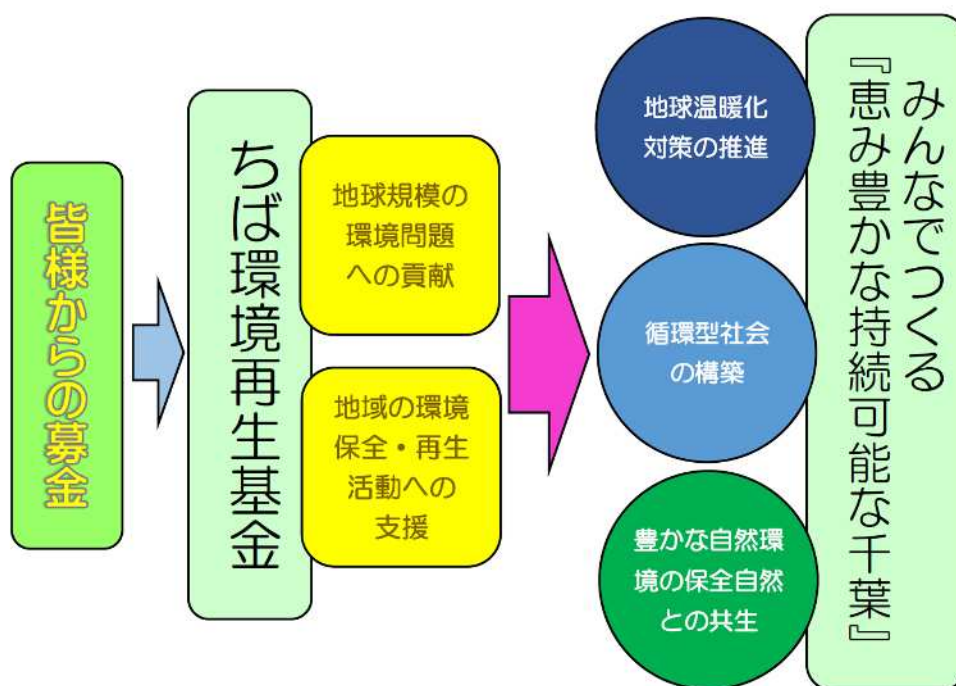 皆様からの募金
ちば環境再生基金
地球規模の
環境問題
への貢献
地域の環境
保全・再生
活動への
支援
地球温暖化
対策の推進
循環型社会
の構築
豊かな自然環
境の保全自然
との共生
みんなでつくる
『恵み豊かな持続可能な千葉』